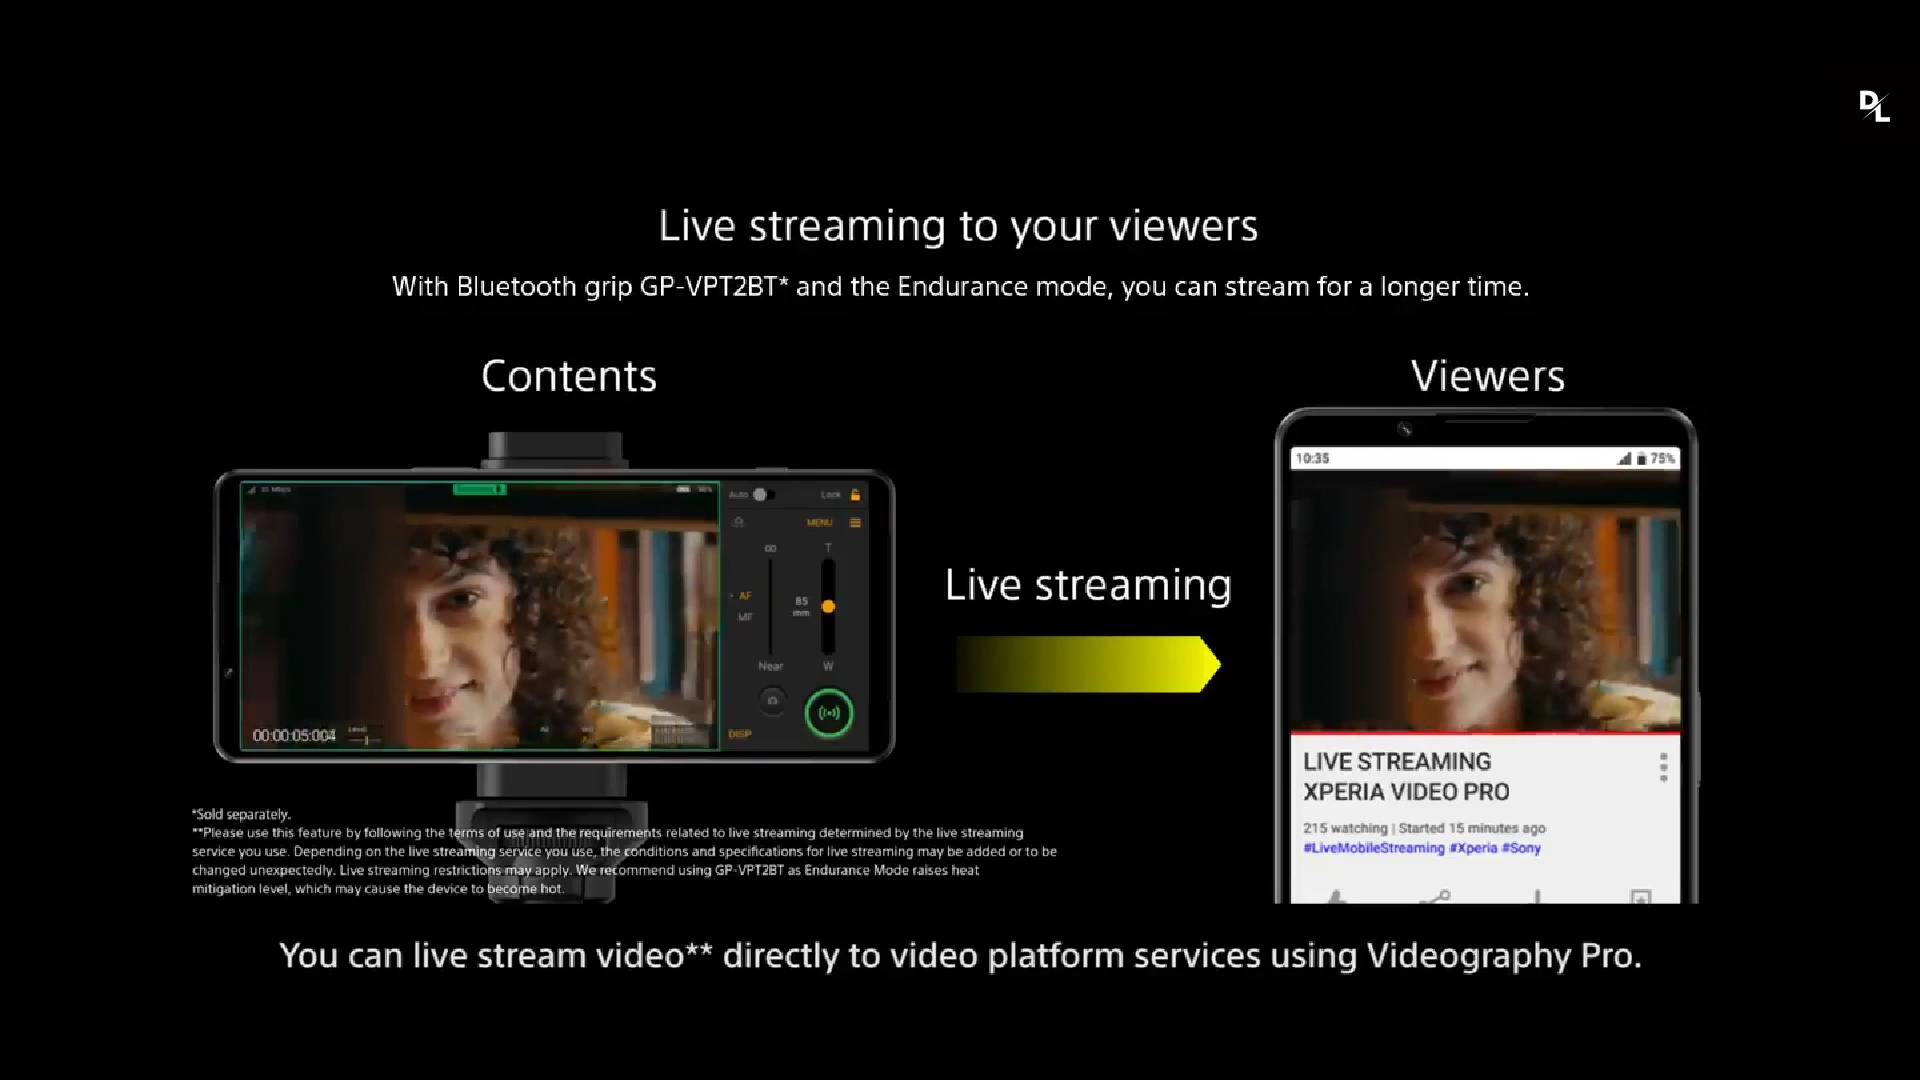 DL
Live streaming to your viewers
With Bluetooth grip GP-VPT2BT* and the Endurance mode, you can stream for a longer time.
Contents
Viewers
Auto
Lock
MENU
∞
T
AF
MF
85
mm
Near
W
DISP
00:00:05:004
Live streaming
10:35
75%
LIVE STREAMING
XPERIA VIDEO PRO
215 watching | Started 15 minutes ago
#LiveMobileStreaming #Xperia #Sony
*Sold separately.
**Please use this feature by following the terms of use and the requirements related to live streaming determined by the live streaming
service you use. Depending on the live streaming service you use, the conditions and specifications for live streaming may be added or to be
changed unexpectedly. Live streaming restrictions may apply. We recommend using GP-VPT2BT as Endurance Mode raises heat
mitigation level, which may cause the device to become hot.
You can live stream video** directly to video platform services using Videography Pro.